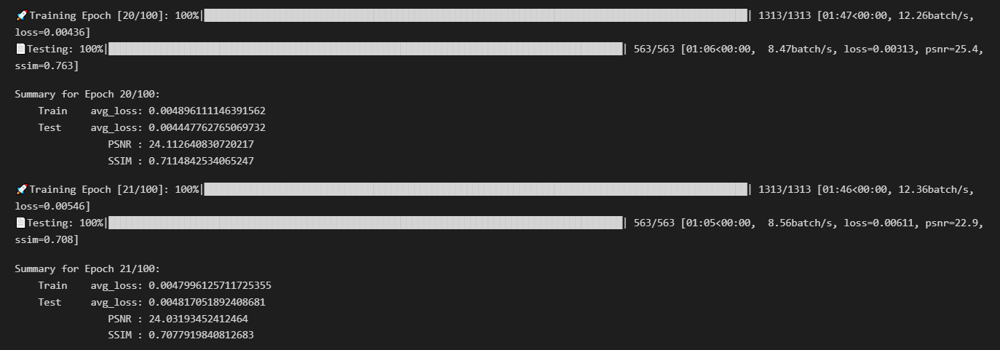 🚀Training Epoch [20/100]: 100%|██████████| 1313/1313 [01:47<00:00, 12.26batch/s,
loss=0.00436]
📄Testing: 100%|██████████| 563/563 [01:06<00:00,  8.47batch/s, loss=0.00313, psnr=25.4,
ssim=0.763]
Summary for Epoch 20/100:
Train avg_loss: 0.004896111146391562
Test avg_loss: 0.004447762765069732
PSNR : 24.112640830720217
SSIM : 0.7114842534065247
🚀Training Epoch [21/100]: 100%|██████████| 1313/1313 [01:46<00:00, 12.36batch/s,
loss=0.00546]
📄Testing: 100%|██████████| 563/563 [01:05<00:00,  8.56batch/s, loss=0.00611, psnr=22.9,
ssim=0.708]
Summary for Epoch 21/100:
Train avg_loss: 0.0047996125711725355
Test avg_loss: 0.004817051892408681
PSNR : 24.03193452412464
SSIM : 0.7077919840812683